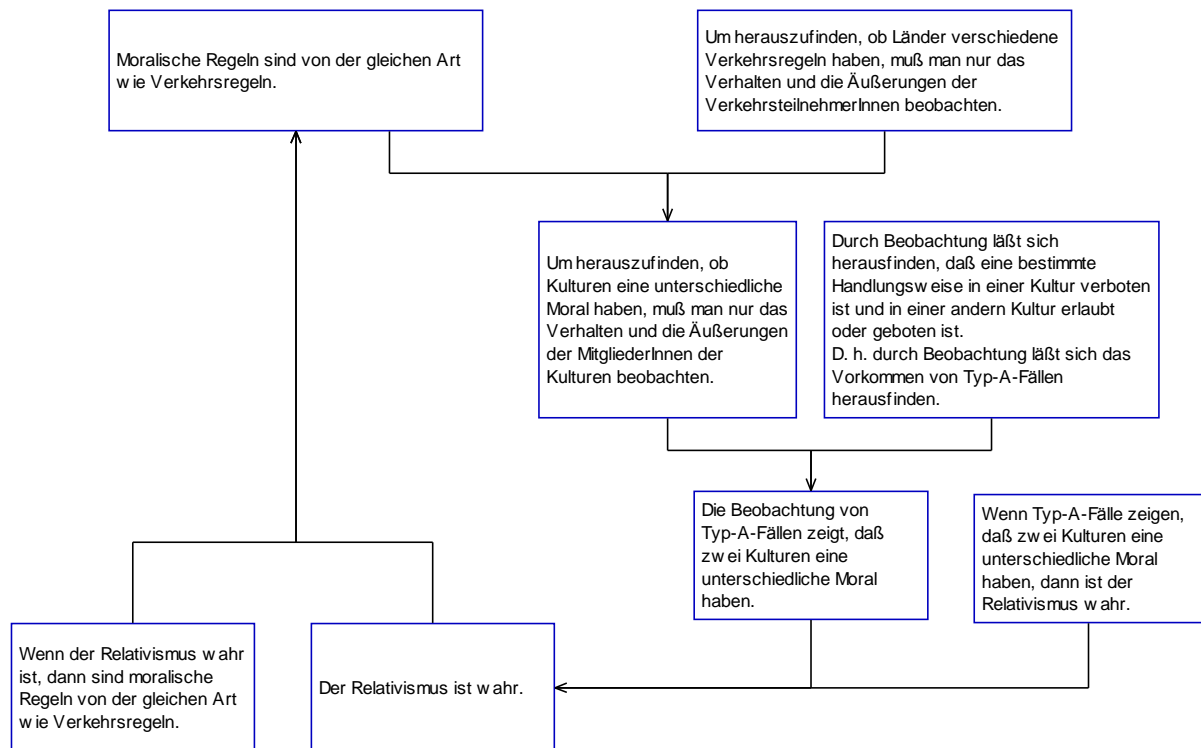 Moralische Regeln sind von der gleichen Art
wie Verkehrsregeln.
Um herauszufinden, ob Länder verschiedene
Verkehrsregeln haben, muß man nur das
Verhalten und die Äußerungen der
VerkehrsteilnehmerInnen beobachten.
Um herauszufinden, ob
Kulturen eine unterschiedliche
Moral haben, muß man nur das
Verhalten und die Äußerungen
der MitgliederInnen der
Kulturen beobachten.
Durch Beobachtung läßt sich
herausfinden, daß eine bestimmte
Handlungsweise in einer Kultur verboten
ist und in einer andern Kultur erlaubt
oder geboten ist.
D. h. durch Beobachtung läßt sich das
Vorkommen von Typ-A-Fällen
herausfinden.
Die Beobachtung von
Typ-A-Fällen zeigt, daß
zwei Kulturen eine
unterschiedliche Moral
haben.
Wenn Typ-A-Fälle zeigen,
daß zwei Kulturen eine
unterschiedliche Moral
haben, dann ist der
Relativismus wahr.
Wenn der Relativismus wahr
ist, dann sind moralische
Regeln von der gleichen Art
wie Verkehrsregeln.
Der Relativismus ist wahr.